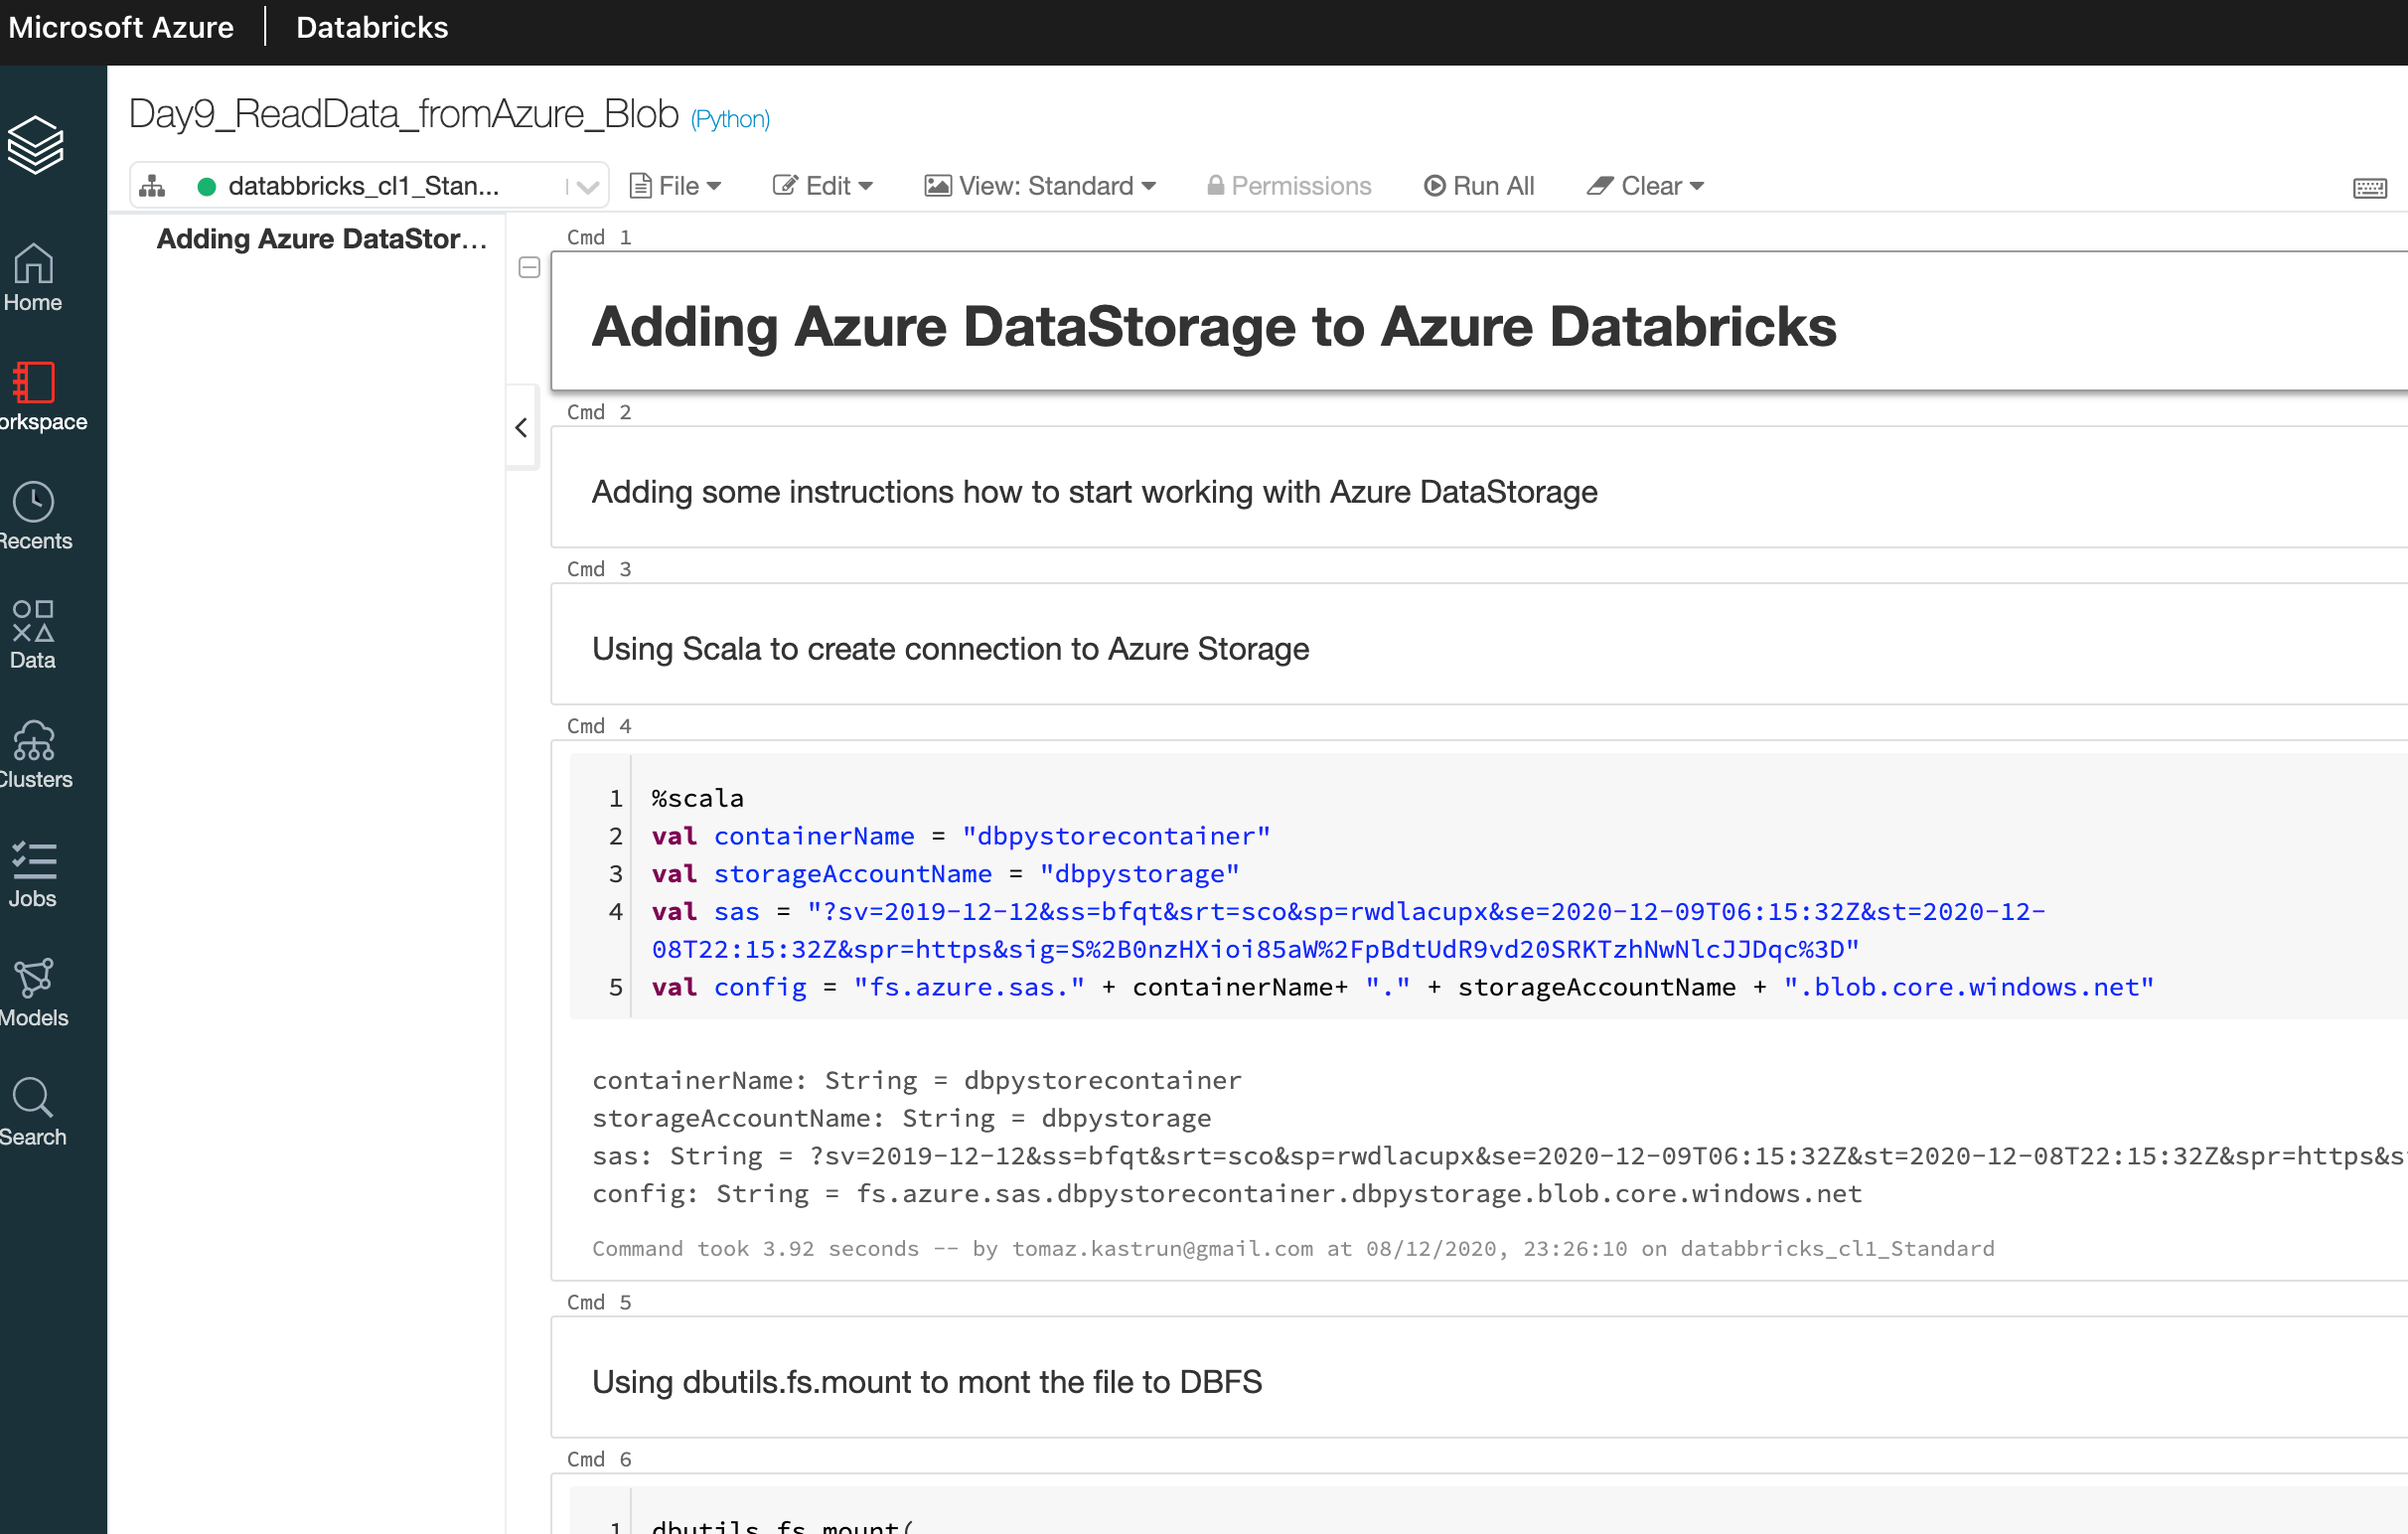 Microsoft Azure | Databricks
Day9_ReadData_fromAzure_Blob (Python)
databbricks_cl1_Stan... File Edit View: Standard Permissions Run All Clear
Home
orkspace
Recents
Data
Clusters
Jobs
Models
Search
Adding Azure DataStor...
Cmd 1
Adding Azure DataStorage to Azure Databricks
Cmd 2
Adding some instructions how to start working with Azure DataStorage
Cmd 3
Using Scala to create connection to Azure Storage
Cmd 4
1 %scala
2 val containerName = "dbpystorecontainer"
3 val storageAccountName = "dbpystorage"
4 val sas = "?sv=2019-12-12&ss=bfqt&srt=sco&sp=rwdlacupx&se=2020-12-09T06:15:32Z&st=2020-12-
08T22:15:32Z&spr=https&sig=S%2B0nzHXioi85aW%2FpBdtUdR9vd20SRKTzhNwNlcJJDqc%3D"
5 val config = "fs.azure.sas." + containerName+ "." + storageAccountName + ".blob.core.windows.net"
containerName: String = dbpystorecontainer
storageAccountName: String = dbpystorage
sas: String = ?sv=2019-12-12&ss=bfqt&srt=sco&sp=rwdlacupx&se=2020-12-09T06:15:32Z&st=2020-12-08T22:15:32Z&spr=https&s
config: String = fs.azure.sas.dbpystorecontainer.dbpystorage.blob.core.windows.net
Command took 3.92 seconds -- by tomaz.kastrun@gmail.com at 08/12/2020, 23:26:10 on databbricks_cl1_Standard
Cmd 5
Using dbutils.fs.mount to mont the file to DBFS
Cmd 6
1 dbutils.fs.mount(